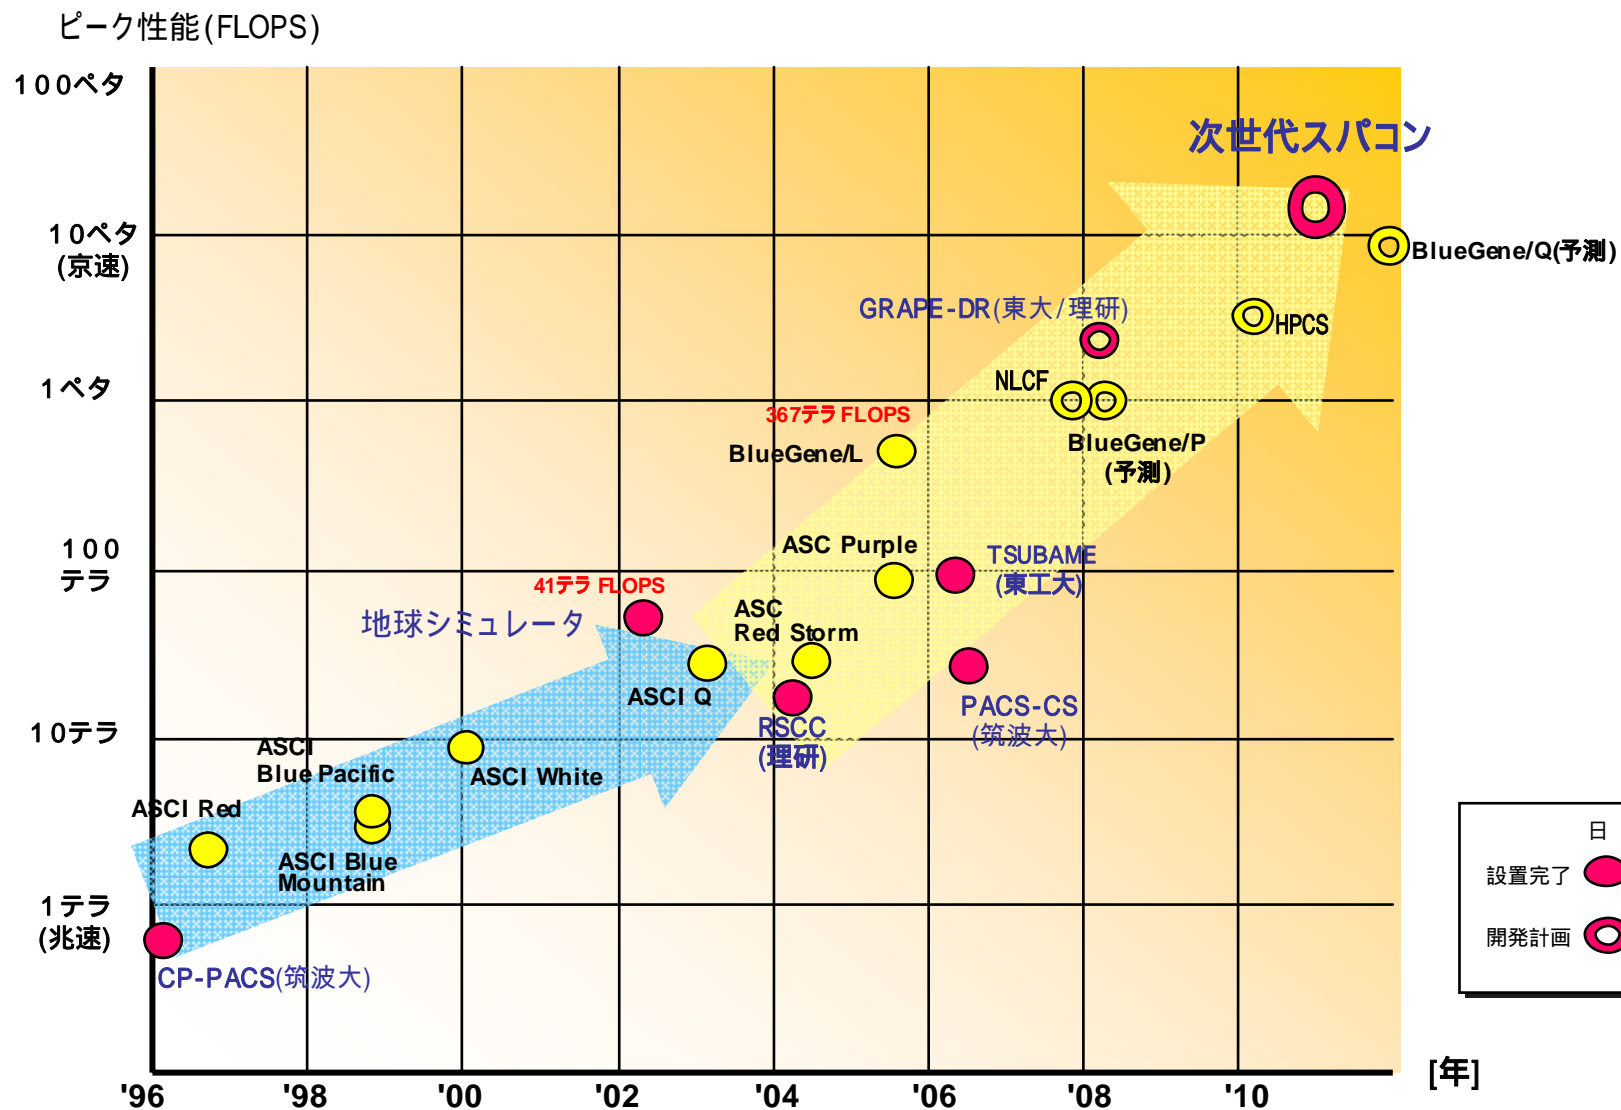 ピーク性能(FLOPS)
100ペタ
次世代スパコン
10ペタ
(京速)
BlueGene/Q(予測)
GRAPE-DR(東大/理研)
HPCS
1ペタ
NLCF
367テラ FLOPS
BlueGene/L
BlueGene/P
(予測)
100
テラ
ASC Purple
TSUBAME
(東工大)
41テラ FLOPS
地球シミュレータ
ASC
Red Storm
ASCI Q
PACS-CS
(筑波大)
RSCC
(理研)
10テラ
ASCI
Blue Pacific
ASCI White
ASCI Red
ASCI Blue
Mountain
1テラ
(兆速)
CP-PACS(筑波大)
日
設置完了
開発計画
[年]
'96 '98 '00 '02 '04 '06 '08 '10